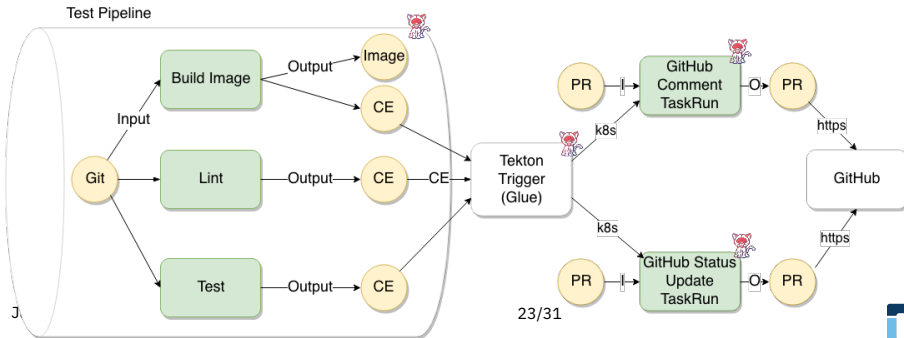 Test Pipeline
Build Image
Output
Image
CE
Input
Git
Lint
Output
CE
CE
Test
Output
CE
Tekton
Trigger
(Glue)
k8s
k8s
PR
I
GitHub
Comment
TaskRun
O
PR
https
GitHub
https
PR
I
GitHub Status
Update
TaskRun
O
PR
23/31